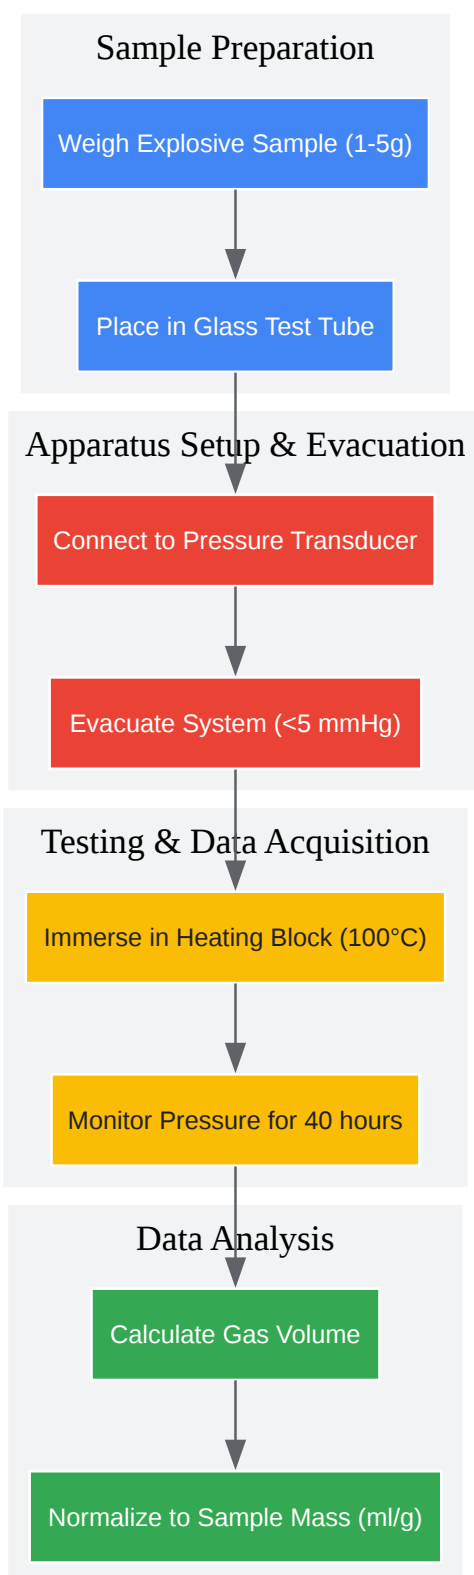 Sample Preparation
Weigh Explosive Sample (1-5g)
Place in Glass Test Tube
Apparatus Setup & Evacuation
Connect to Pressure Transducer
Evacuate System (<5 mmHg)
Testing & Data Acquisition
Immerse in Heating Block (100°C)
Monitor Pressure for 40 hours
Data Analysis
Calculate Gas Volume
Normalize to Sample Mass (ml/g)